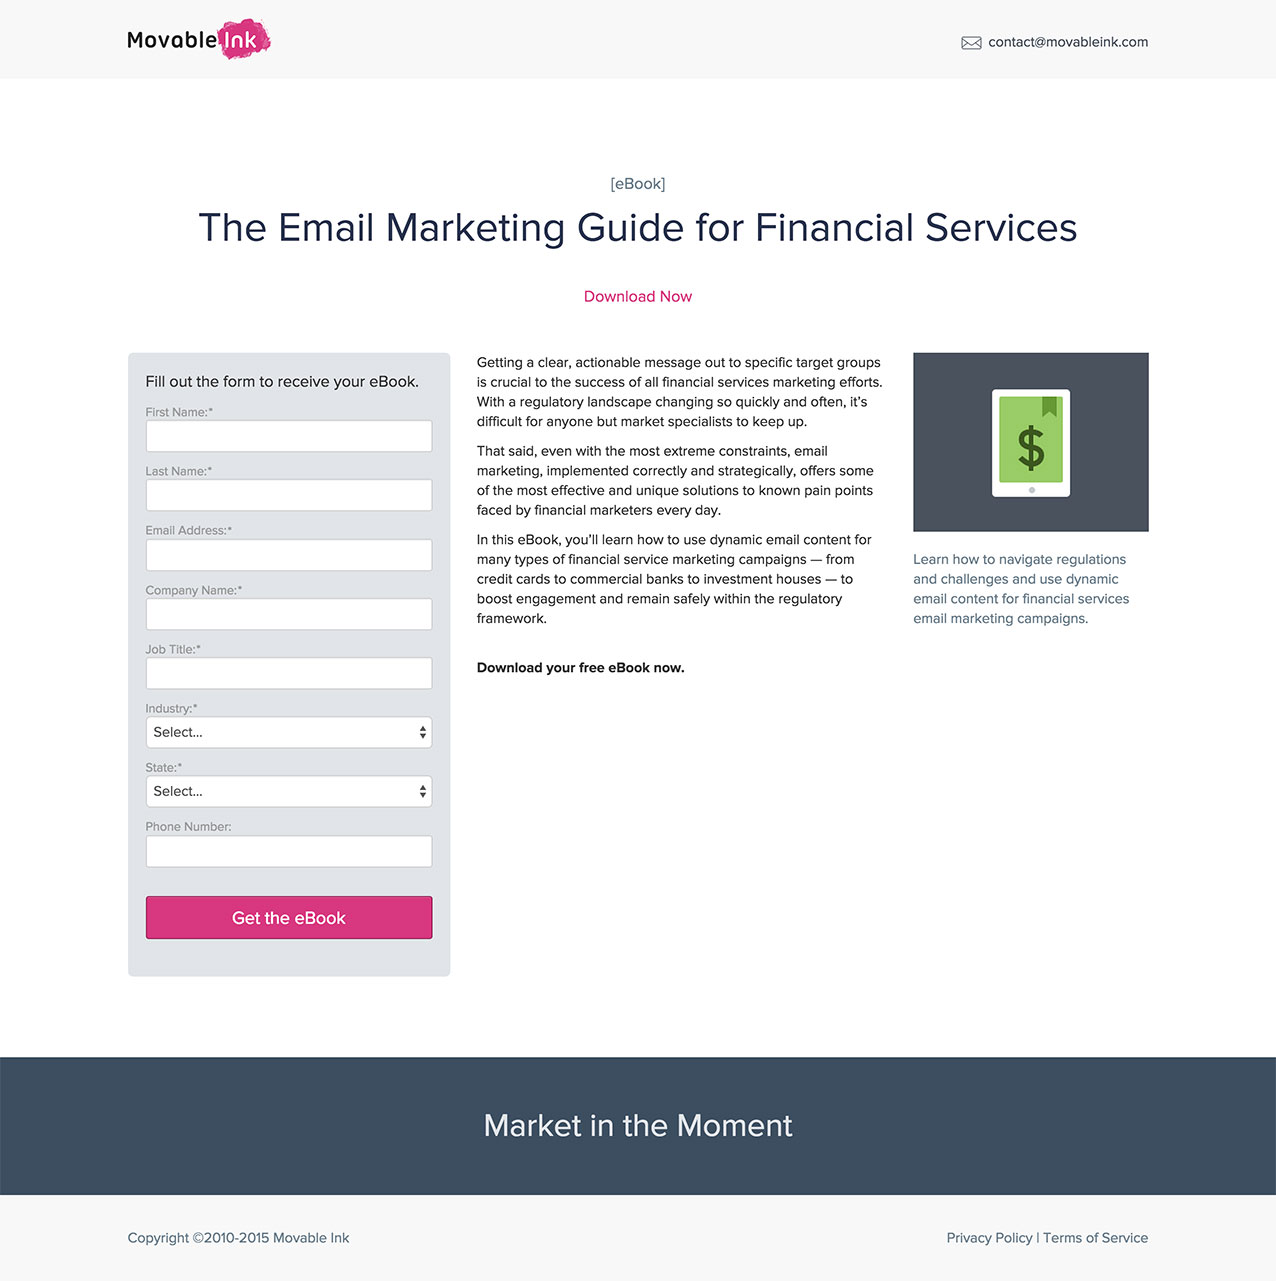 Movable Ink
contact@movableink.com
[eBook]
The Email Marketing Guide for Financial Services
Download Now
Fill out the form to receive your eBook.
First Name:*
Last Name:*
Email Address:*
Company Name:*
Job Title:*
Industry:*
Select...
State:*
Select...
Phone Number:
Get the eBook
Getting a clear, actionable message out to specific target groups
is crucial to the success of all financial services marketing efforts.
With a regulatory landscape changing so quickly and often, it’s
difficult for anyone but market specialists to keep up.
That said, even with the most extreme constraints, email
marketing, implemented correctly and strategically, offers some
of the most effective and unique solutions to known pain points
faced by financial marketers every day.
In this eBook, you’ll learn how to use dynamic email content for
many types of financial service marketing campaigns — from
credit cards to commercial banks to investment houses — to
boost engagement and remain safely within the regulatory
framework.
Download your free eBook now.
$
Learn how to navigate regulations
and challenges and use dynamic
email content for financial services
email marketing campaigns.
Market in the Moment
Copyright ©2010-2015 Movable Ink
Privacy Policy | Terms of Service